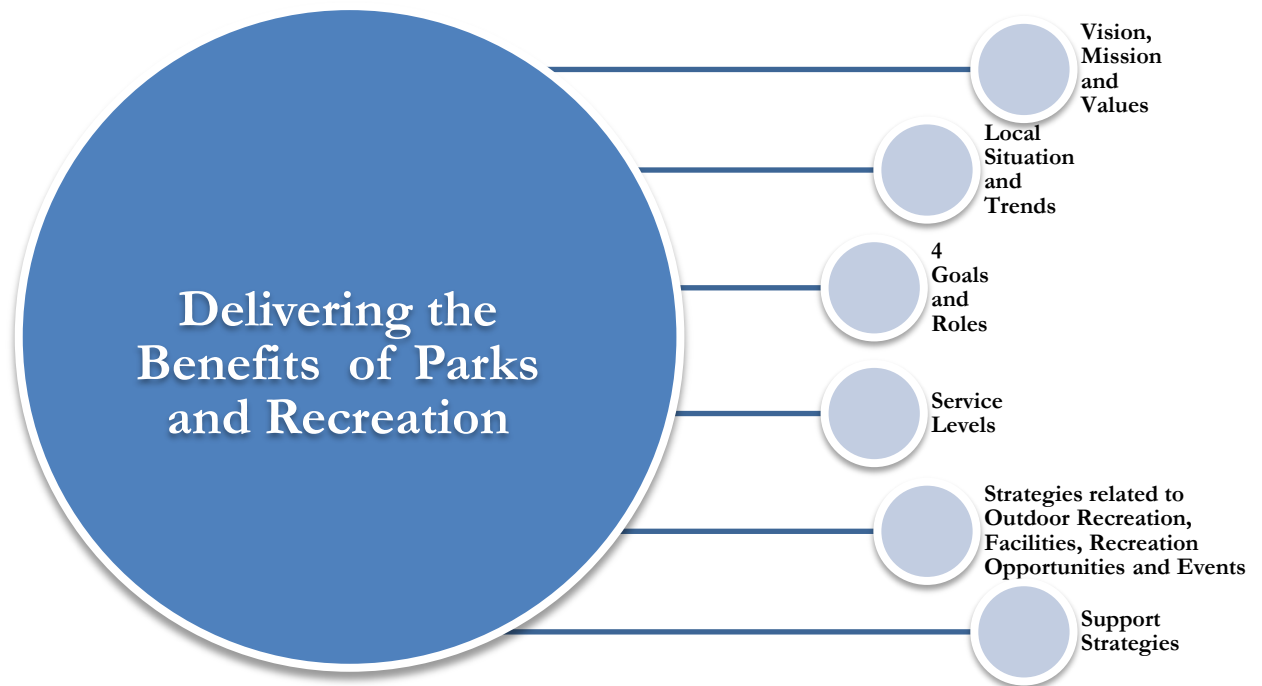 Delivering the
Benefits of Parks
and Recreation
Vision,
Mission
and
Values
Local
Situation
and
Trends
4
Goals
and
Roles
Service
Levels
Strategies related to
Outdoor Recreation,
Facilities, Recreation
Opportunities and Events
Support
Strategies